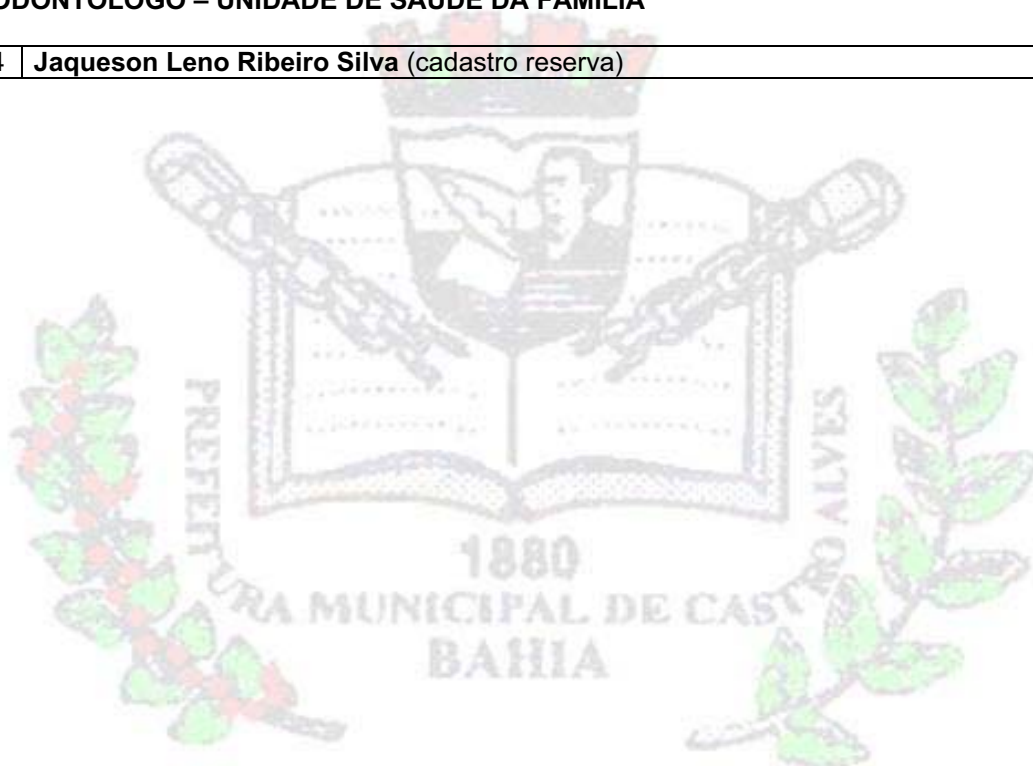 ODONTÓLOGO – UNIDADE DE SAÚDE DA FAMÍLIA
4 Jaqueson Leno Ribeiro Silva (cadastro reserva)
1880
PREFEITURA MUNICIPAL DE CASTRO ALVES
BAHIA